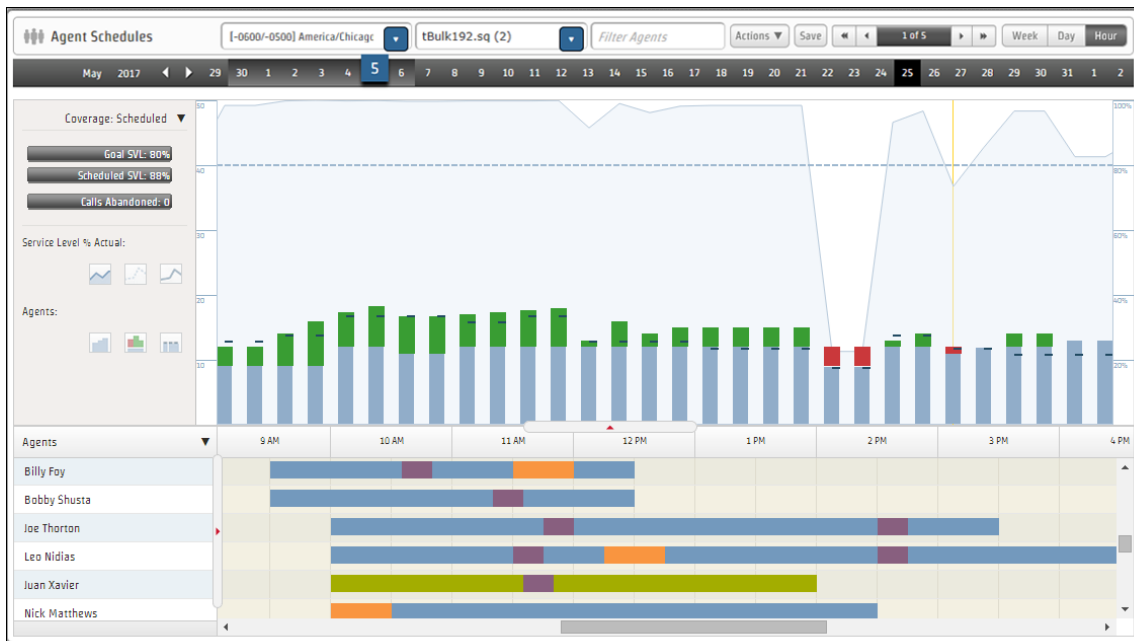 Agent Schedules
[-0600/-0500] America/Chicagc
tBulk192.sq (2)
Filter Agents
Actions ▼
Save
1 of 5
Week Day Hour
May 2017 29 30 1 2 3 4 5 6 7 8 9 10 11 12 13 14 15 16 17 18 19 20 21 22 23 24 25 26 27 28 29 30 31 1 2
Coverage: Scheduled ▼
Goal SVL: 80%
Scheduled SVL: 88%
Calls Abandoned: 0
Service Level % Actual:
Agents:
50 100%
40 80%
30 60%
20 40%
10 20%
Agents ▼ 9 AM 10 AM 11 AM 12 PM 1 PM 2 PM 3 PM 4 PM
Billy Foy
Bobby Shusta
Joe Thorton
Leo Nidias
Juan Xavier
Nick Matthews